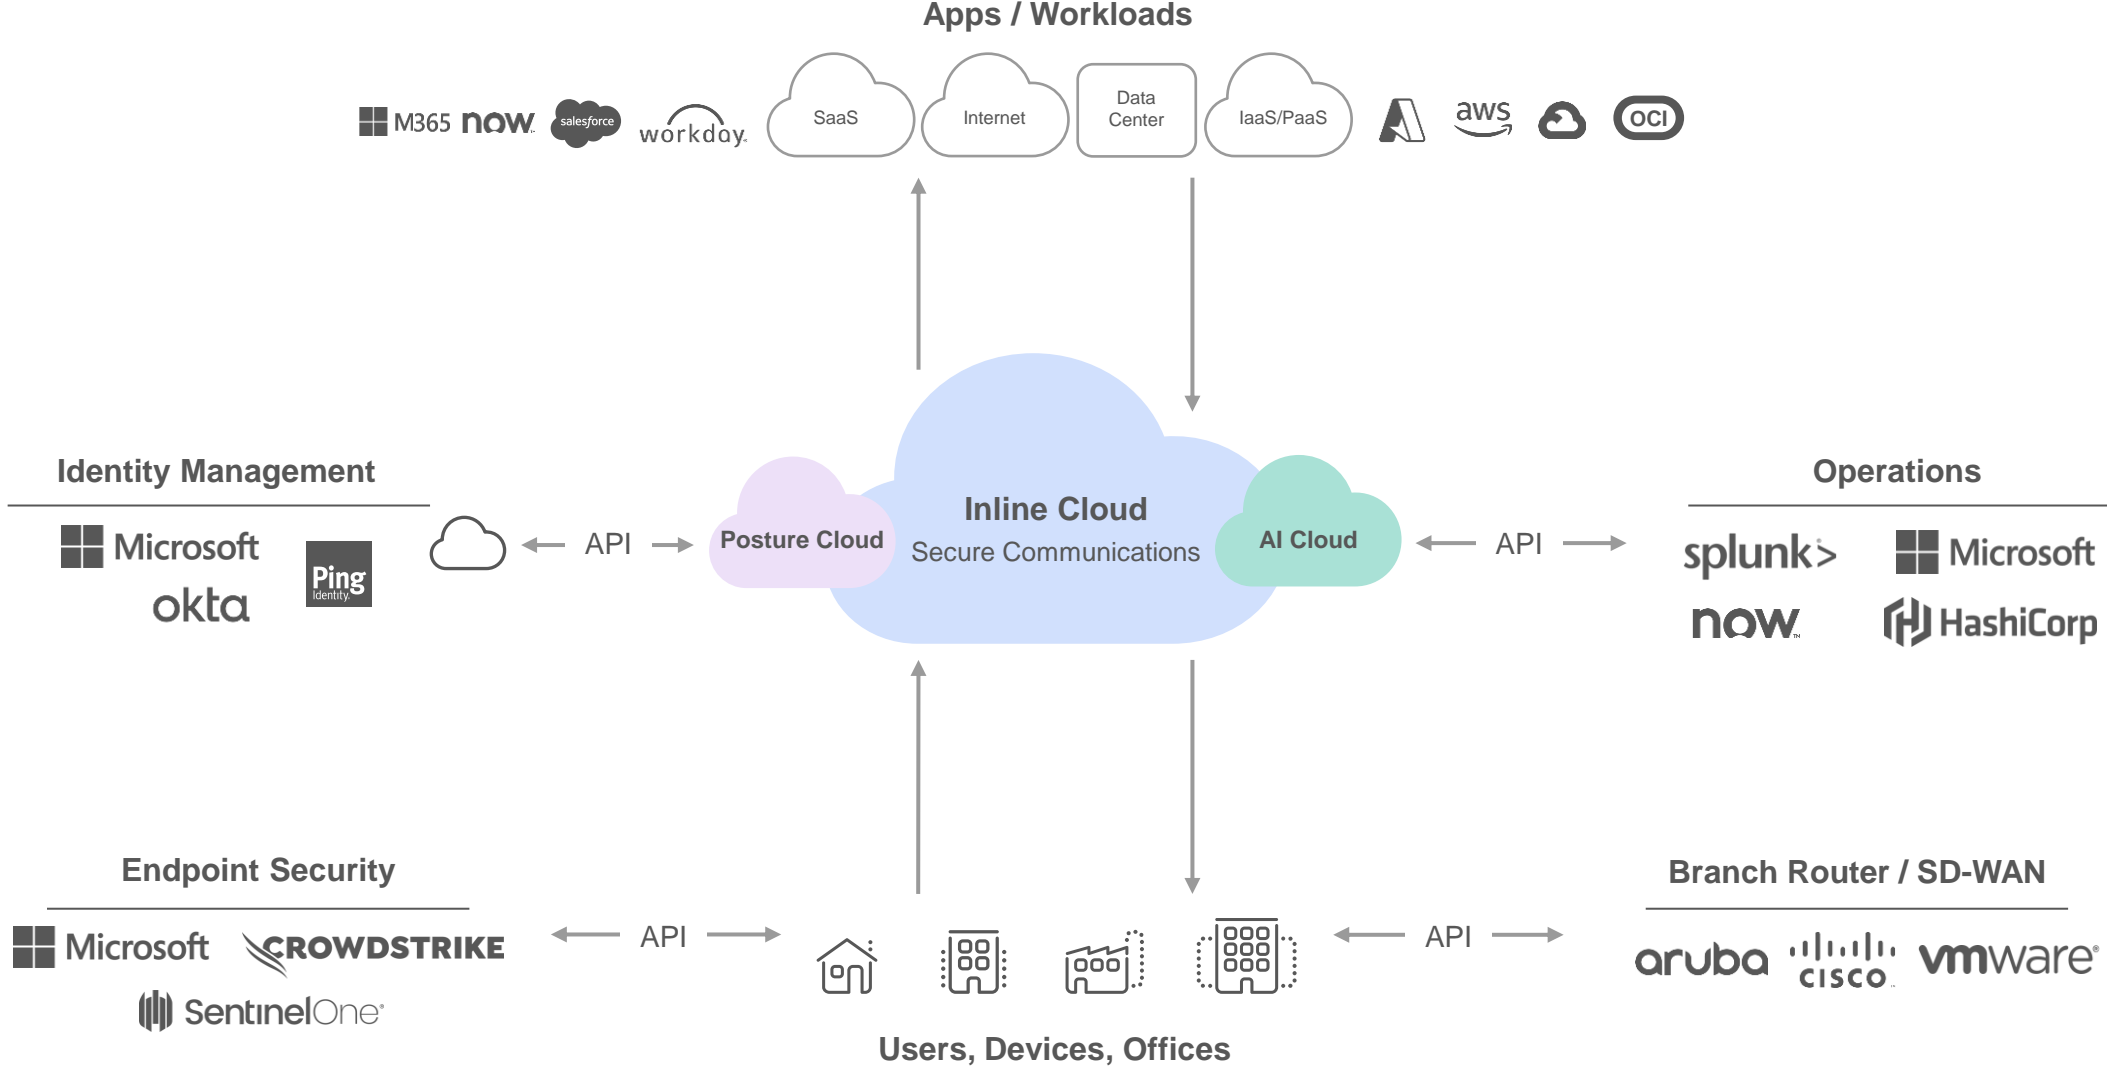 Apps / Workloads
M365
now
salesforce
workday
SaaS
Internet
Data
Center
IaaS/PaaS
aws
OCI
Identity Management
Microsoft
okta
Ping
Identity
API
Posture Cloud
Inline Cloud
Secure Communications
AI Cloud
API
Operations
splunk>
Microsoft
now™
HashiCorp
Endpoint Security
Microsoft
CROWDSTRIKE
SentinelOne®
API
API
Branch Router / SD-WAN
aruba
CISCO
vmware®
Users, Devices, Offices